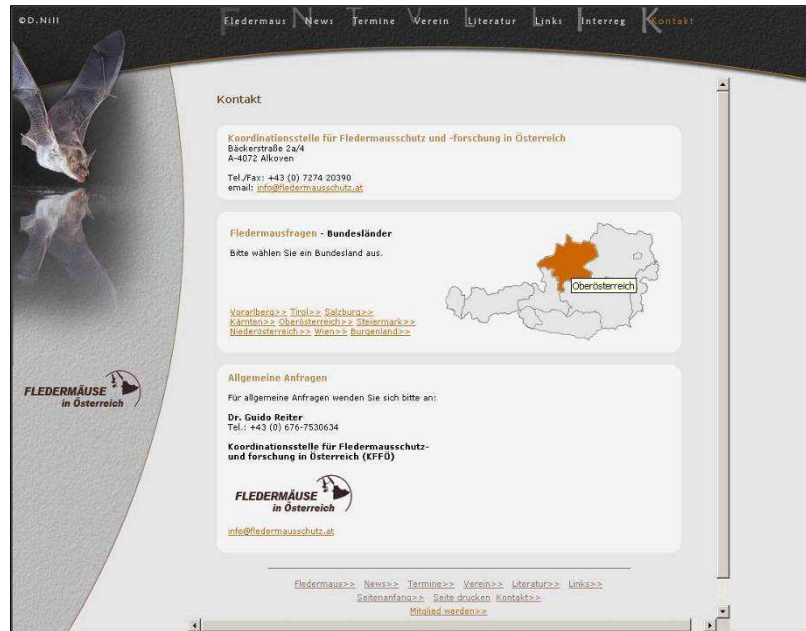 ©D.Nill
Fledermaus News Termine Verein Literatur Links Interreg Kontakt
Kontakt
Koordinationsstelle für Fledermausschutz und -forschung in Österreich
Bäckerstraße 2a/4
A-4072 Alkoven
Tel./Fax: +43 (0) 7274 20390
email: info@fledermausschutz.at
Fledermausfragen - Bundesländer
Bitte wählen Sie ein Bundesland aus.
Oberösterreich
Vorarlberg>> Tirol>> Salzburg>>
Kärnten>> Oberösterreich>> Steiermark>>
Niederösterreich>> Wien>> Burgenland>>
FLEDERMÄUSE
in Österreich
Allgemeine Anfragen
Für allgemeine Anfragen wenden Sie sich bitte an:
Dr. Guido Reiter
Tel.: +43 (0) 676-7530634
Koordinationsstelle für Fledermausschutz-
und forschung in Österreich (KFFÖ)
FLEDERMÄUSE
in Österreich
info@fledermausschutz.at
Fledermaus>> News>> Termine>> Verein>> Literatur>> Links>>
Seitenanfang>> Seite drucken Kontakt>>
Mitglied werden>>